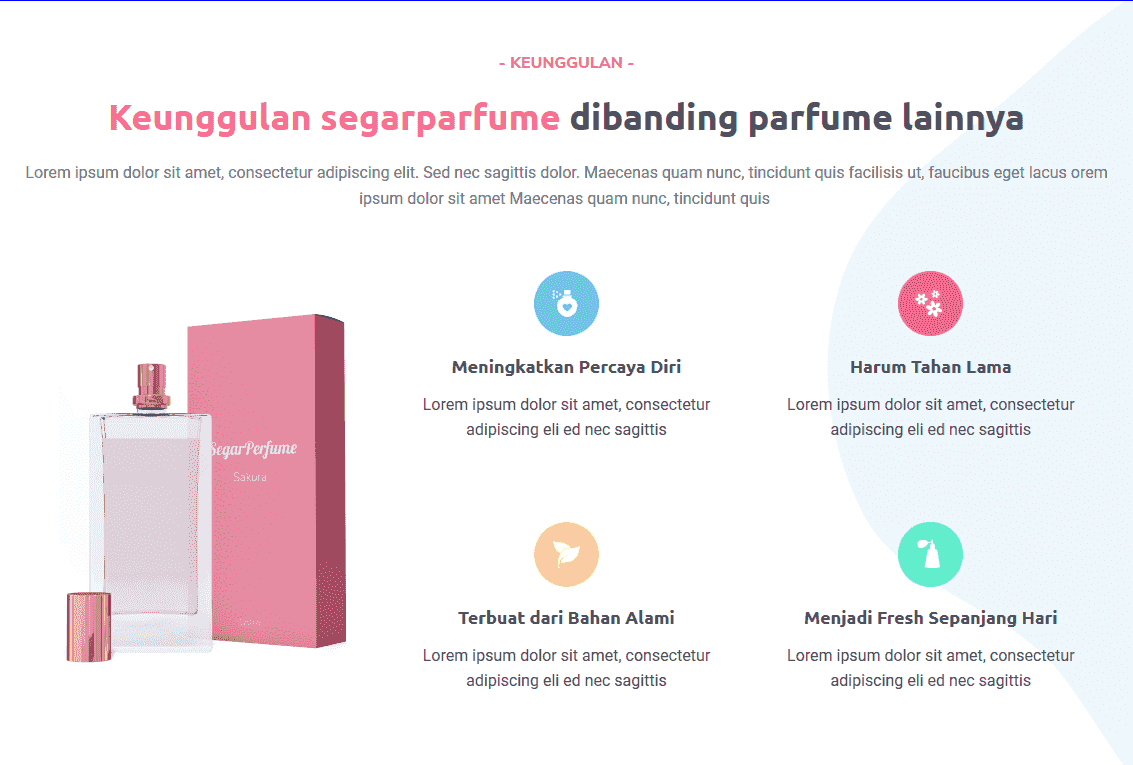 - KEUNGGULAN -
Keunggulan segarparfume dibanding parfume lainnya
Lorem ipsum dolor sit amet, consectetur adipiscing elit. Sed nec sagittis dolor. Maecenas quam nunc, tincidunt quis facilisis ut, faucibus eget lacus orem
ipsum dolor sit amet Maecenas quam nunc, tincidunt quis
SegarPerfume
Sakura
Meningkatkan Percaya Diri
Lorem ipsum dolor sit amet, consectetur
adipiscing eli ed nec sagittis
Harum Tahan Lama
Lorem ipsum dolor sit amet, consectetur
adipiscing eli ed nec sagittis
Terbuat dari Bahan Alami
Lorem ipsum dolor sit amet, consectetur
adipiscing eli ed nec sagittis
Menjadi Fresh Sepanjang Hari
Lorem ipsum dolor sit amet, consectetur
adipiscing eli ed nec sagittis